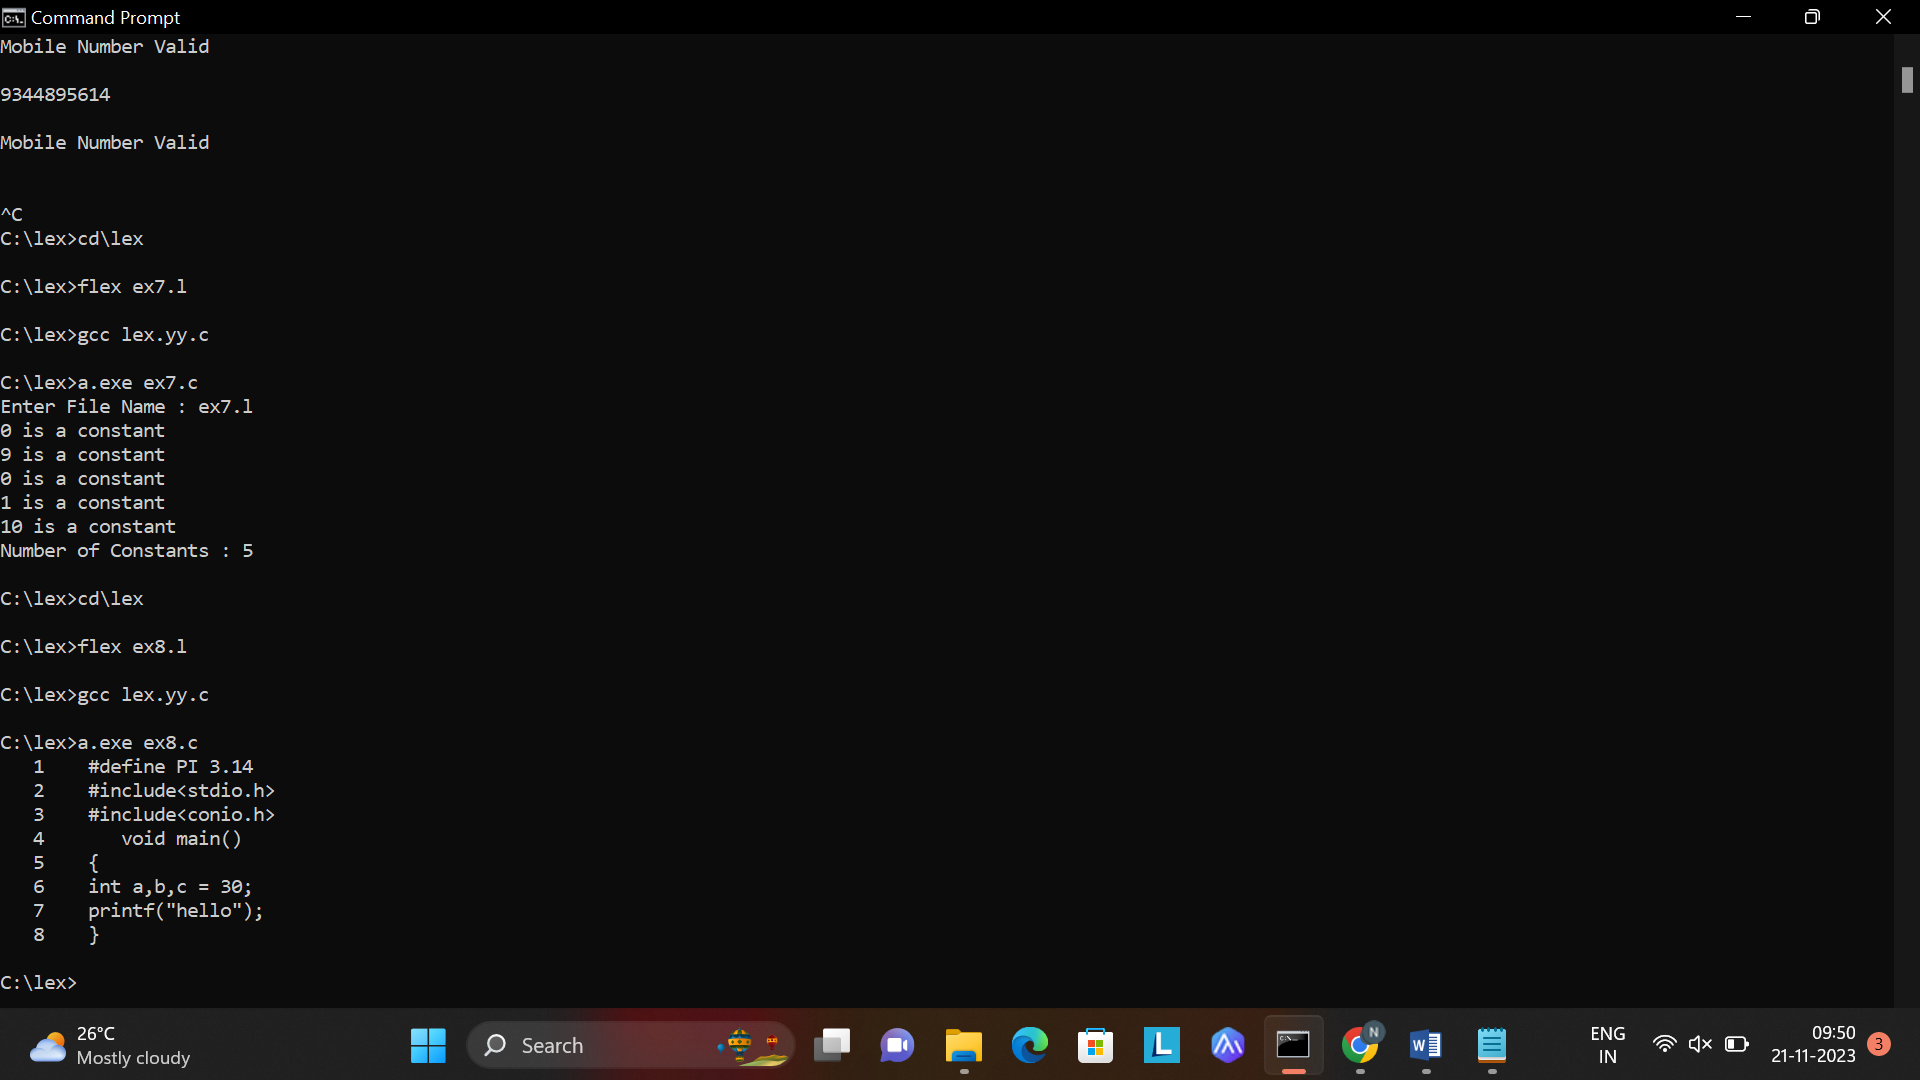 Command Prompt
Mobile Number Valid
9344895614
Mobile Number Valid
^C
C:\lex>cd\lex
C:\lex>flex ex7.l
C:\lex>gcc lex.yy.c
C:\lex>a.exe ex7.c
Enter File Name : ex7.l
0 is a constant
9 is a constant
0 is a constant
1 is a constant
10 is a constant
Number of Constants : 5
C:\lex>cd\lex
C:\lex>flex ex8.l
C:\lex>gcc lex.yy.c
C:\lex>a.exe ex8.c
1    #define PI 3.14
2    #include<stdio.h>
3    #include<conio.h>
4       void main()
5    {
6    int a,b,c = 30;
7    printf("hello");
8    }
C:\lex>
26°C
Mostly cloudy
Search
N
ENG
IN
09:50
21-11-2023
3